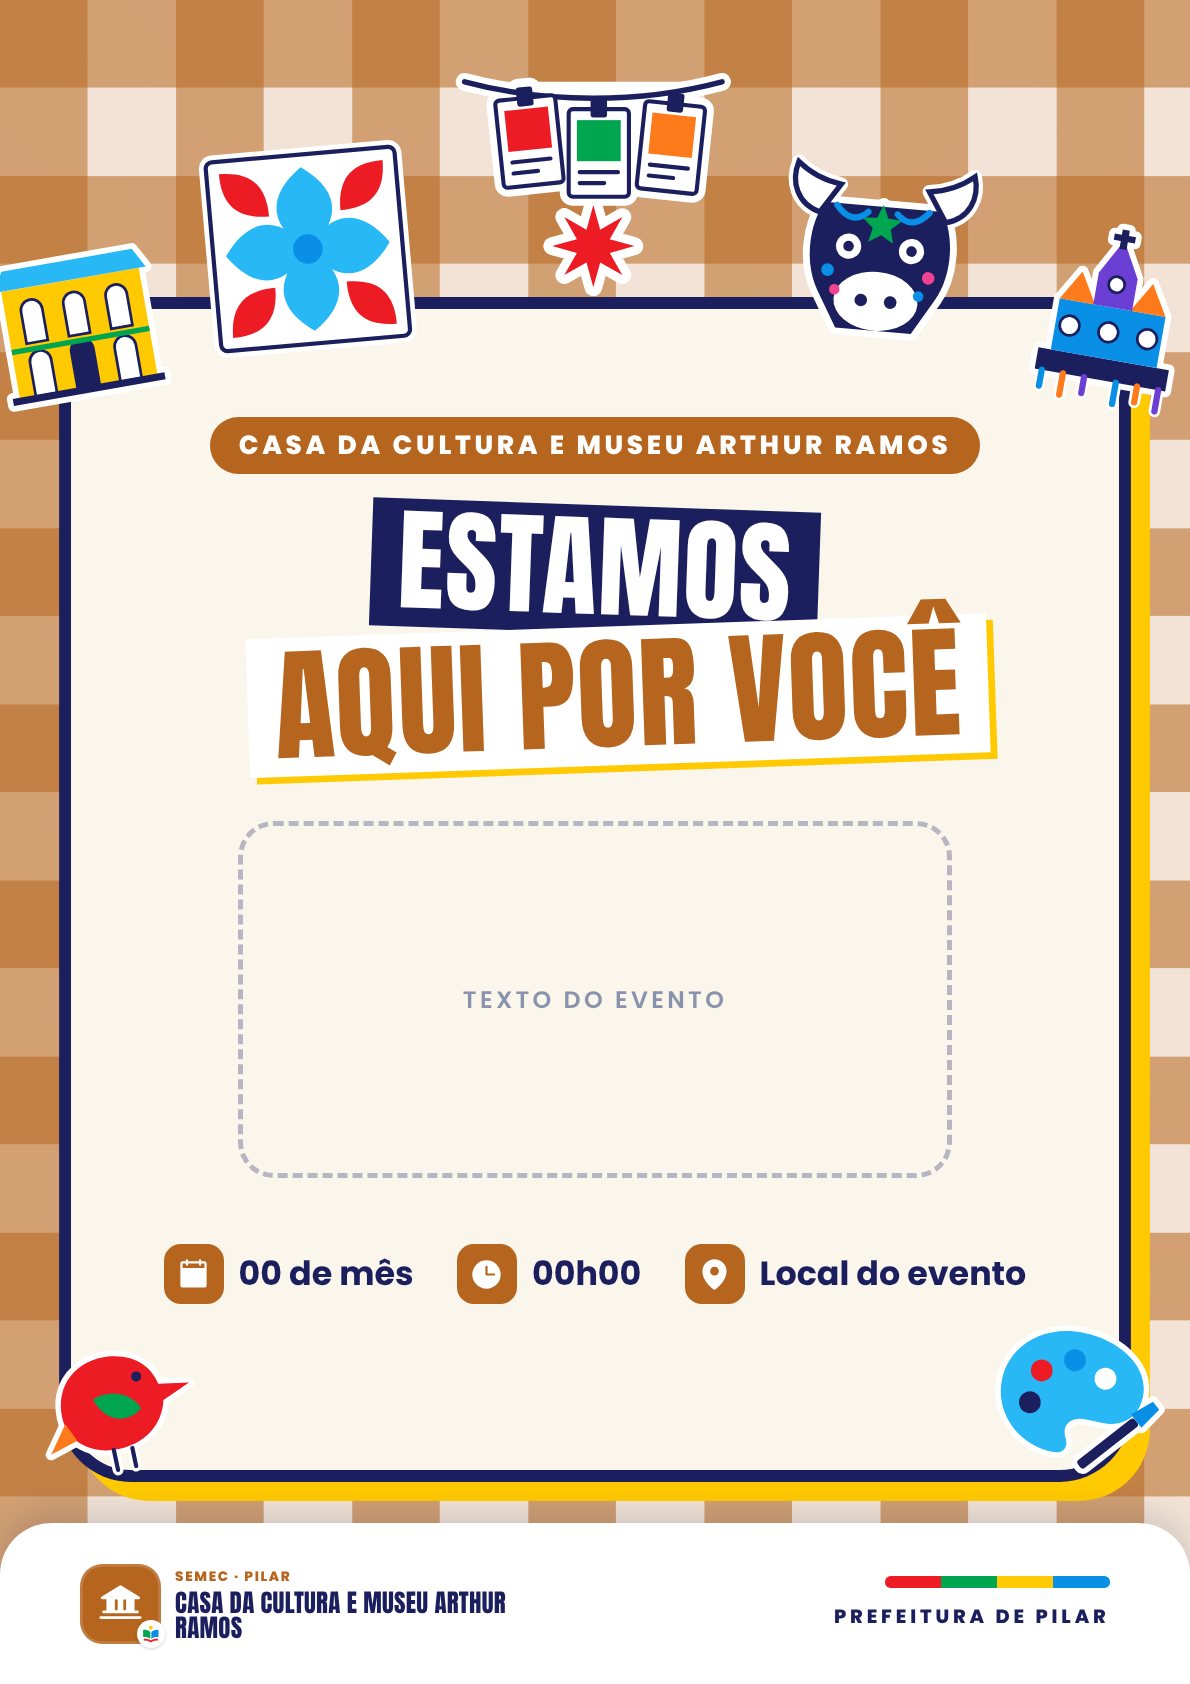 CASA DA CULTURA E MUSEU ARTHUR RAMOS
ESTAMOS
AQUI POR VOCÊ
TEXTO DO EVENTO
00 de mês
00h00
Local do evento
SEMEC · PILAR
CASA DA CULTURA E MUSEU ARTHUR
RAMOS
PREFEITURA DE PILAR